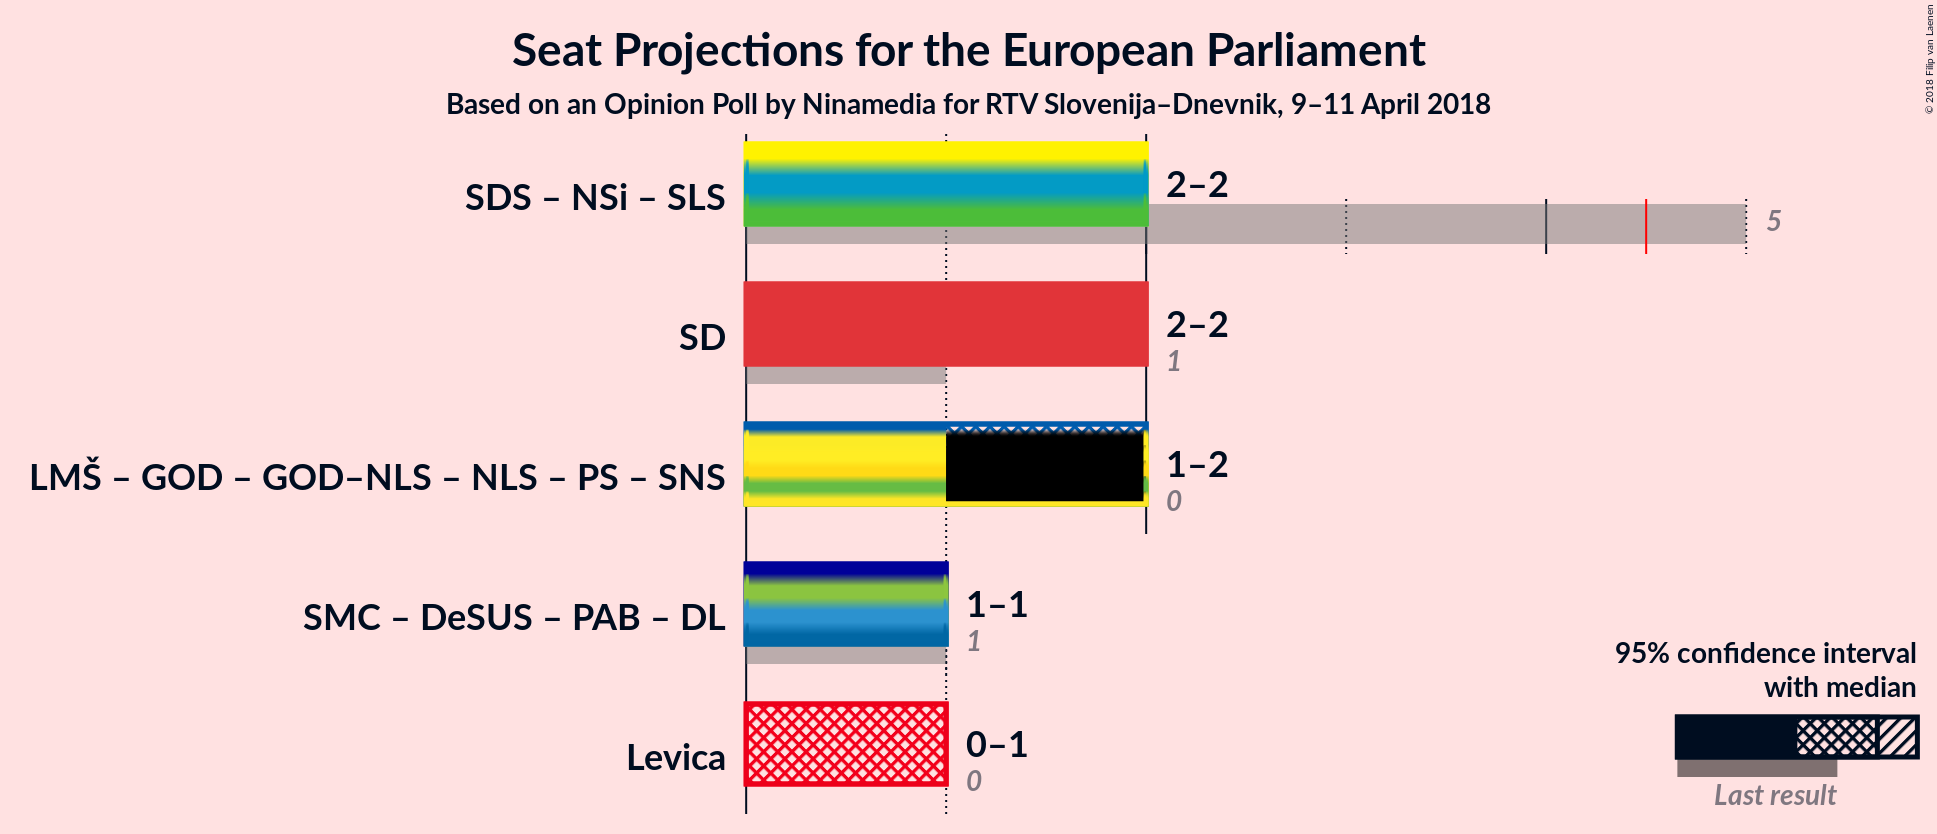 Seat Projections for the European Parliament
Based on an Opinion Poll by Ninamedia for RTV Slovenija–Dnevnik, 9–11 April 2018
© 2018 Filip van Laenen
SDS – NSi – SLS
2–2
5
SD
2–2
1
LMŠ – GOD – GOD–NLS – NLS – PS – SNS
1–2
0
SMC – DeSUS – PAB – DL
1–1
1
Levica
0–1
0
95% confidence interval
with median
Last result